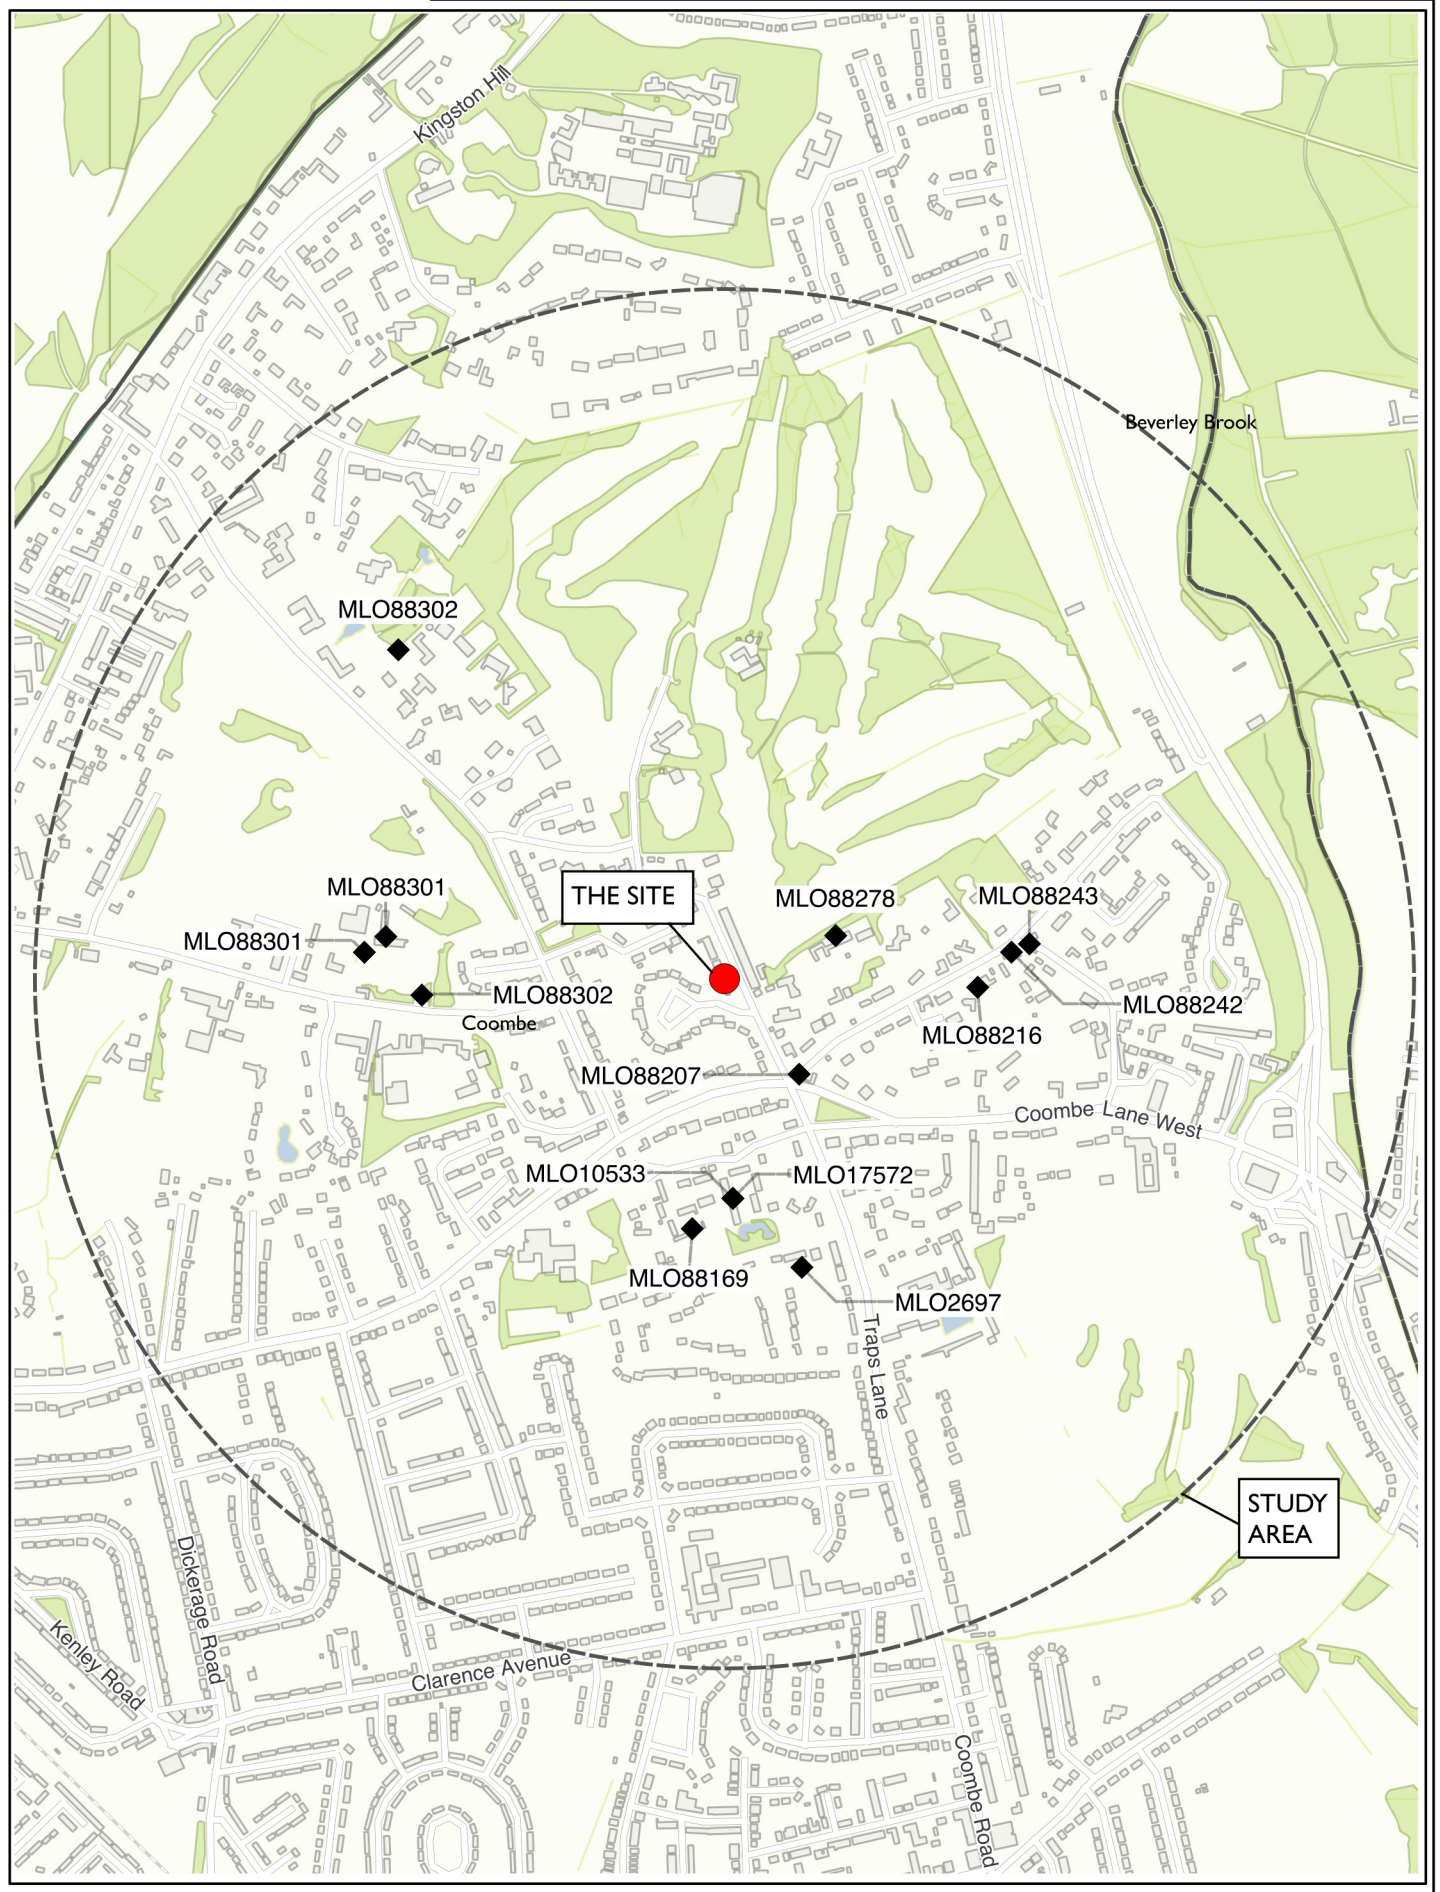 Kingston Hill
Beverley Brook
MLO88302
MLO88301
THE SITE
MLO88278
MLO88243
MLO88301
MLO88302
MLO88242
Coombe
MLO88216
MLO88207
Coombe Lane West
MLO10533
MLO17572
MLO88169
MLO2697
Traps Lane
STUDY
AREA
Dickerage Road
Kenley Road
Clarence Avenue
Coombe Road